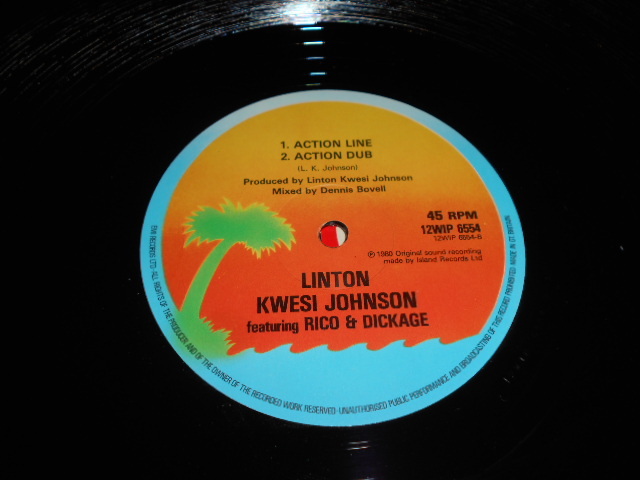 1. ACTION LINE
2. ACTION DUB
(L. K. Johnson)
Produced by Linton Kwesi Johnson
Mixed by Dennis Bovell
45 RPM
12WIP 6554
12WIP 6554-B
℗ 1980 Original sound recording
made by Island Records Ltd
LINTON
KWESI JOHNSON
featuring RICO & DICKAGE
EMI RECORDS LTD · ALL RIGHTS OF THE PRODUCER AND OF THE OWNER OF THE RECORDED WORK RESERVED · UNAUTHORISED PUBLIC PERFORMANCE AND BROADCASTING OF THIS RECORD PROHIBITED · MADE IN GT BRITAIN